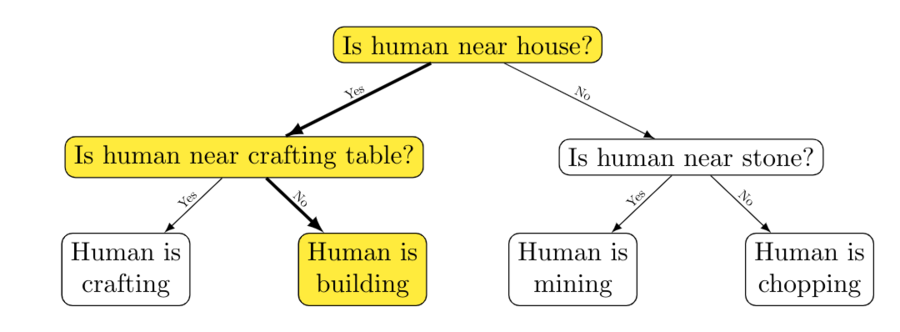 Is human near house?
Yes
No
Is human near crafting table?
Is human near stone?
Yes
No
Yes
No
Human is
crafting
Human is
building
Human is
mining
Human is
chopping